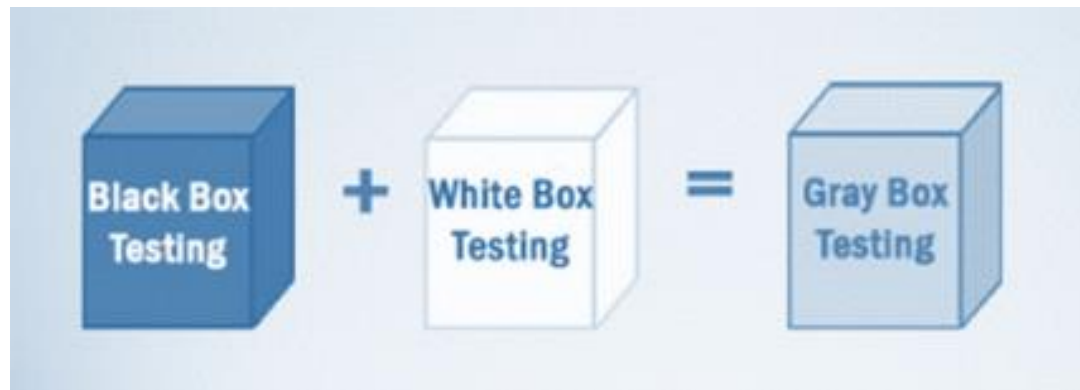 Black Box
Testing
+
White Box
Testing
=
Gray Box
Testing